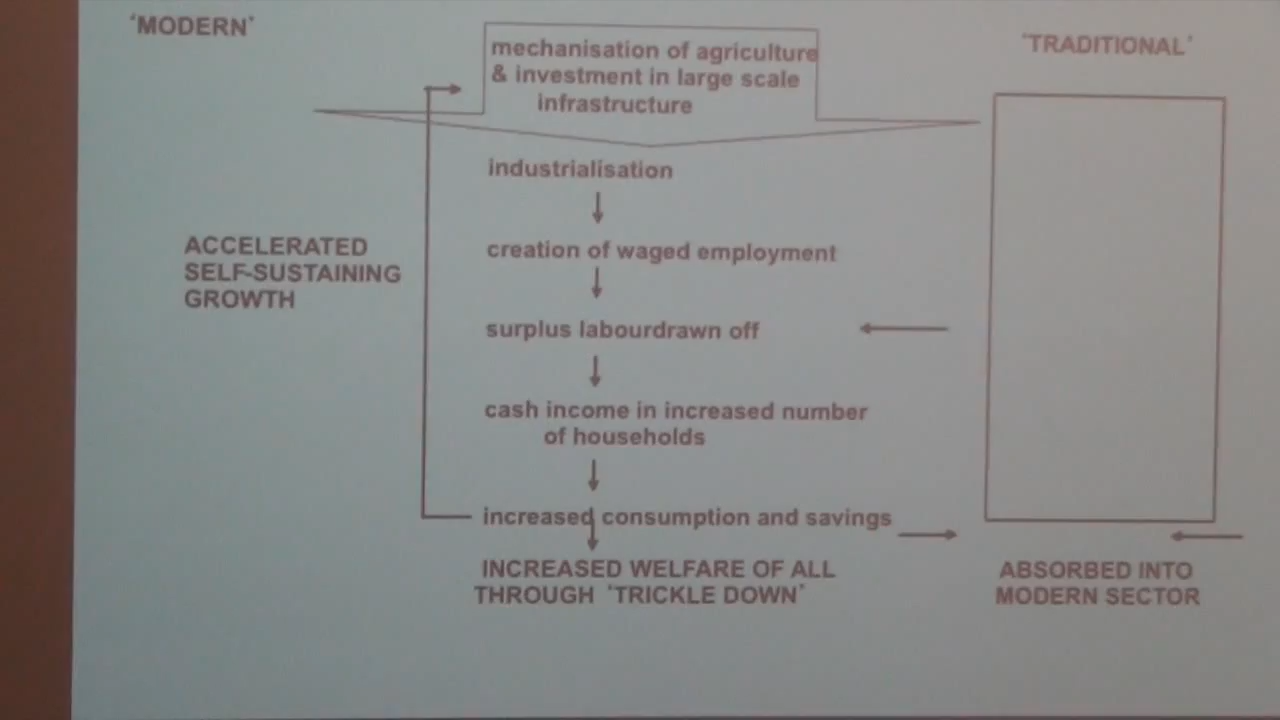 'MODERN'
'TRADITIONAL'
mechanisation of agriculture
& investment in large scale
infrastructure
industrialisation
creation of waged employment
ACCELERATED
SELF-SUSTAINING
GROWTH
surplus labourdrawn off
cash income in increased number
of households
increased consumption and savings
INCREASED WELFARE OF ALL
THROUGH 'TRICKLE DOWN'
ABSORBED INTO
MODERN SECTOR